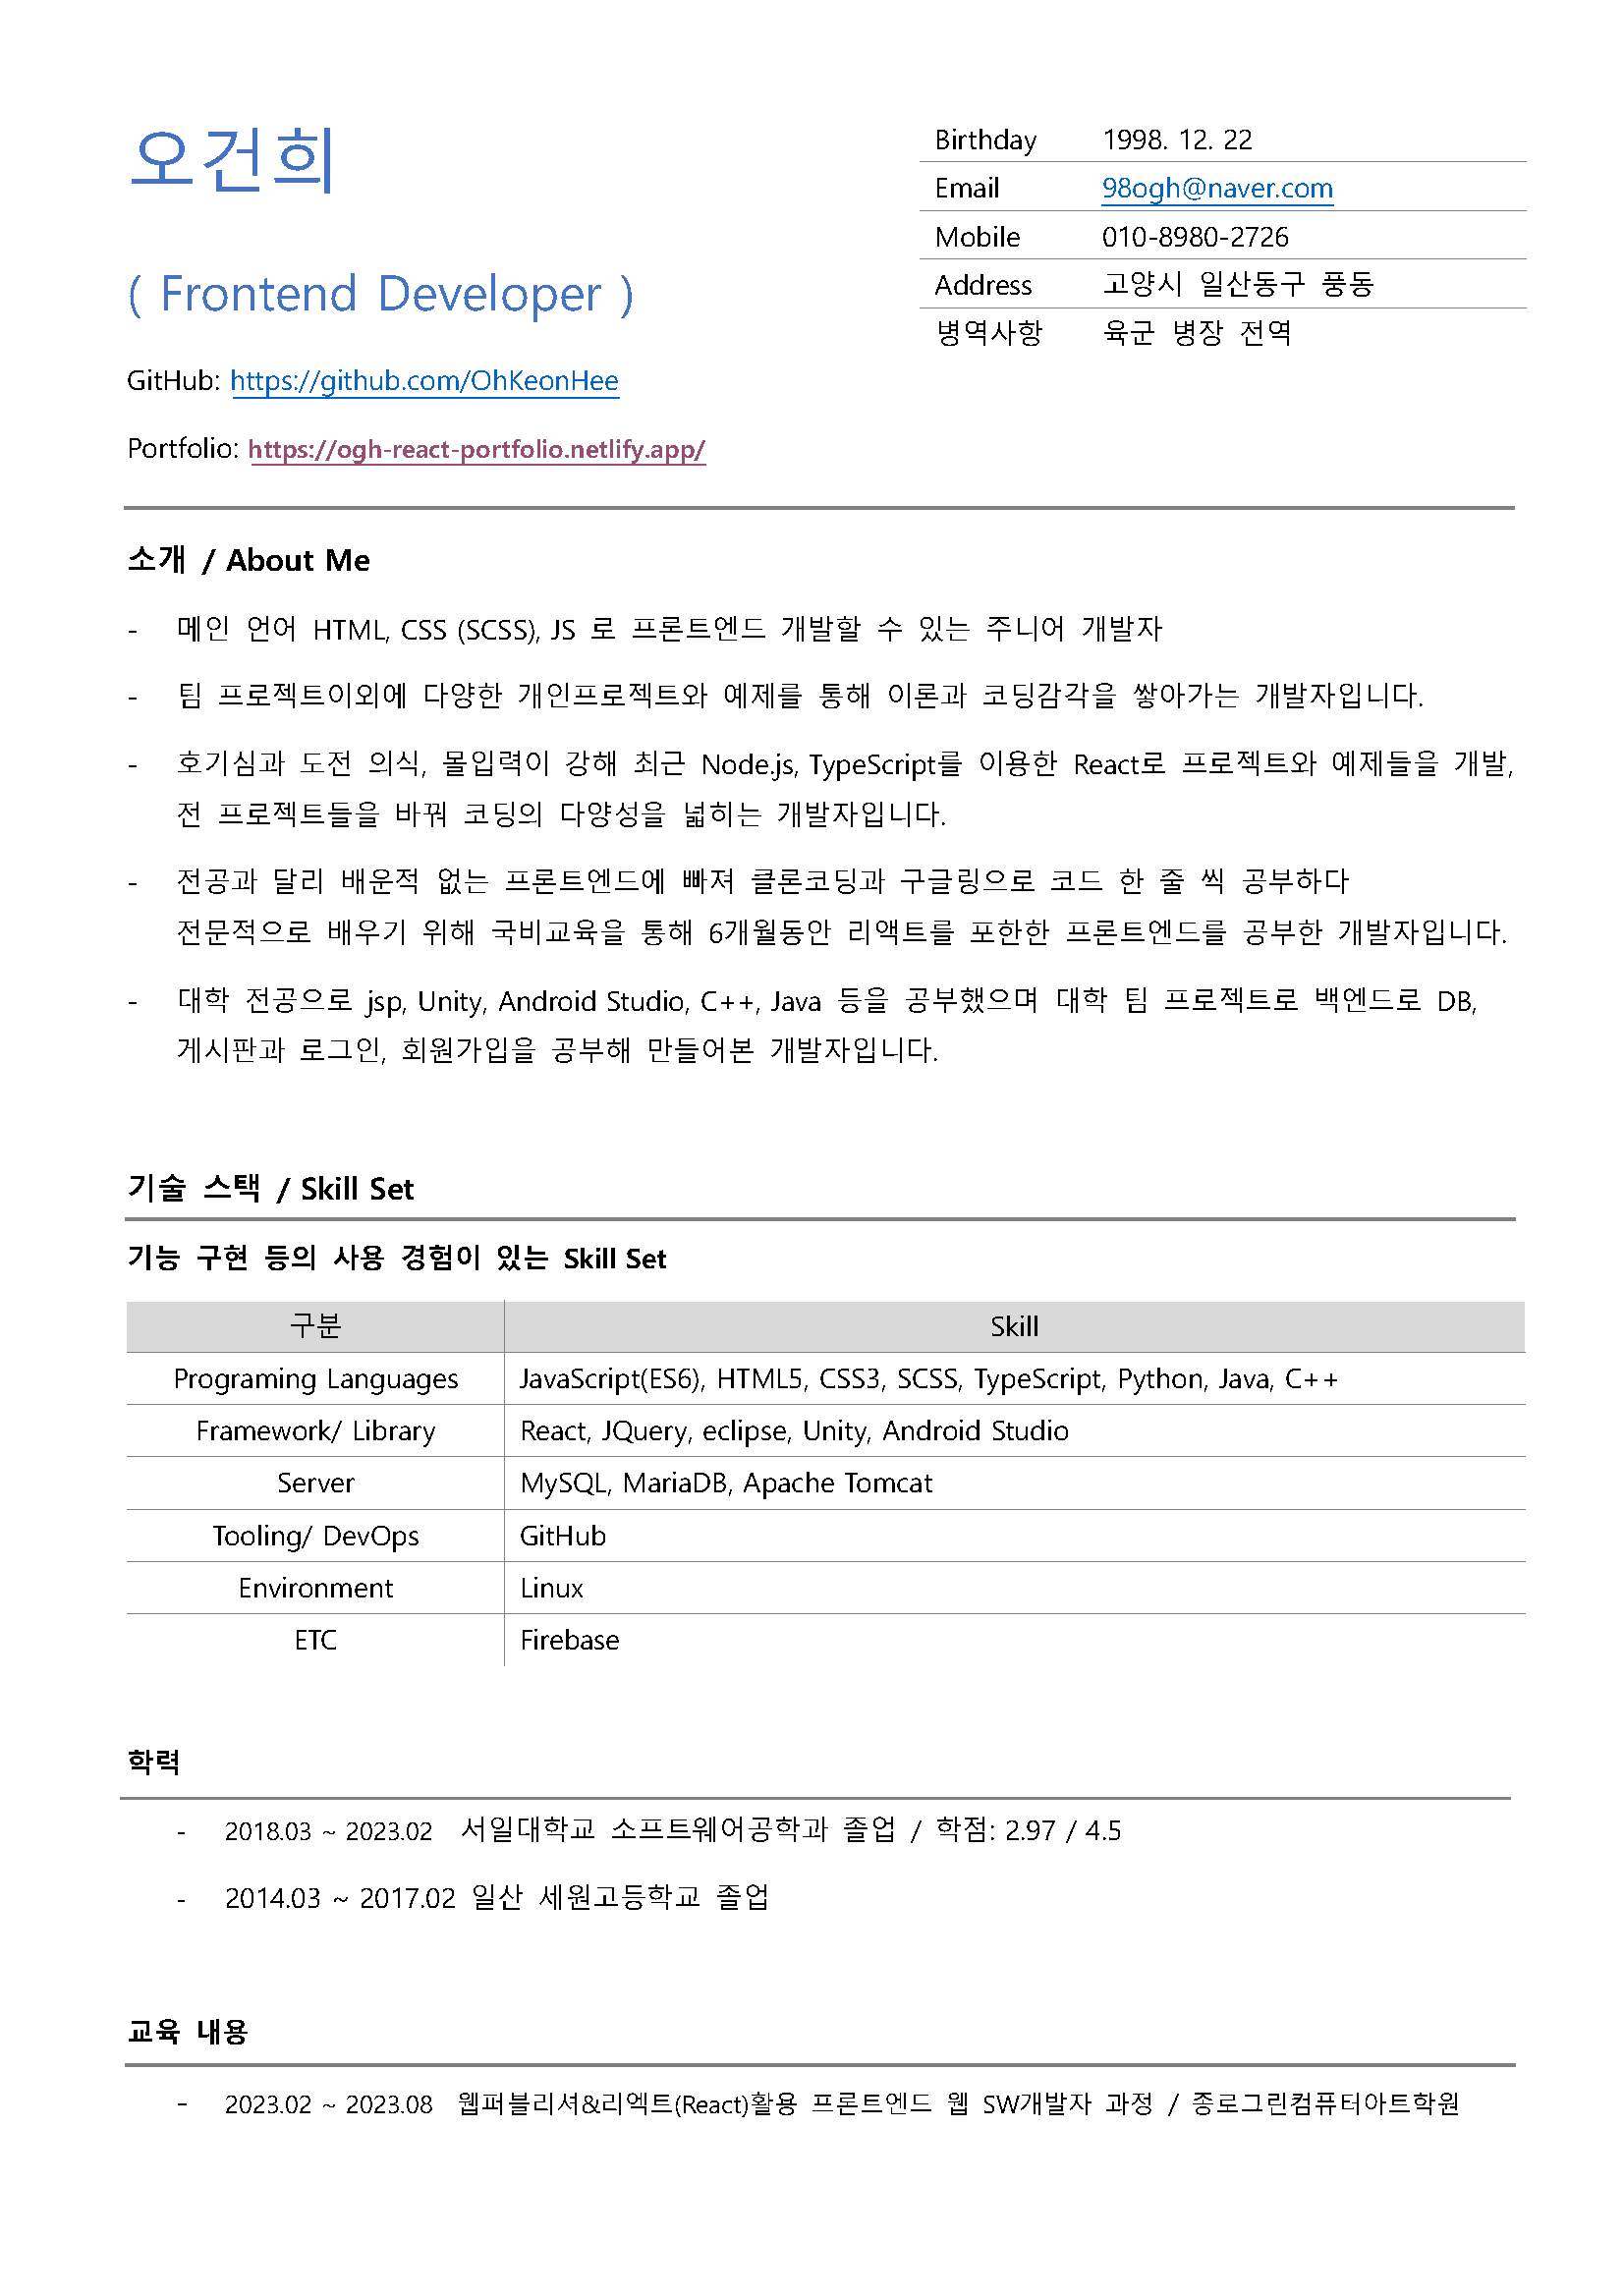 오건희
( Frontend Developer )
GitHub: https://github.com/OhKeonHee
Portfolio: https://ogh-react-portfolio.netlify.app/
Birthday 1998. 12. 22
Email 98ogh@naver.com
Mobile 010-8980-2726
Address 고양시 일산동구 풍동
병역사항 육군 병장 전역
소개 / About Me
- 메인 언어 HTML, CSS (SCSS), JS 로 프론트엔드 개발할 수 있는 주니어 개발자
- 팀 프로젝트이외에 다양한 개인프로젝트와 예제를 통해 이론과 코딩감각을 쌓아가는 개발자입니다.
- 호기심과 도전 의식, 몰입력이 강해 최근 Node.js, TypeScript를 이용한 React로 프로젝트와 예제들을 개발,
전 프로젝트들을 바꿔 코딩의 다양성을 넓히는 개발자입니다.
- 전공과 달리 배운적 없는 프론트엔드에 빠져 클론코딩과 구글링으로 코드 한 줄 씩 공부하다
전문적으로 배우기 위해 국비교육을 통해 6개월동안 리액트를 포한한 프론트엔드를 공부한 개발자입니다.
- 대학 전공으로 jsp, Unity, Android Studio, C++, Java 등을 공부했으며 대학 팀 프로젝트로 백엔드로 DB,
게시판과 로그인, 회원가입을 공부해 만들어본 개발자입니다.
기술 스택 / Skill Set
기능 구현 등의 사용 경험이 있는 Skill Set
구분 Skill
Programing Languages JavaScript(ES6), HTML5, CSS3, SCSS, TypeScript, Python, Java, C++
Framework/ Library React, JQuery, eclipse, Unity, Android Studio
Server MySQL, MariaDB, Apache Tomcat
Tooling/ DevOps GitHub
Environment Linux
ETC Firebase
학력
- 2018.03 ~ 2023.02 서일대학교 소프트웨어공학과 졸업 / 학점: 2.97 / 4.5
- 2014.03 ~ 2017.02 일산 세원고등학교 졸업
교육 내용
- 2023.02 ~ 2023.08 웹퍼블리셔&리엑트(React)활용 프론트엔드 웹 SW개발자 과정 / 종로그린컴퓨터아트학원